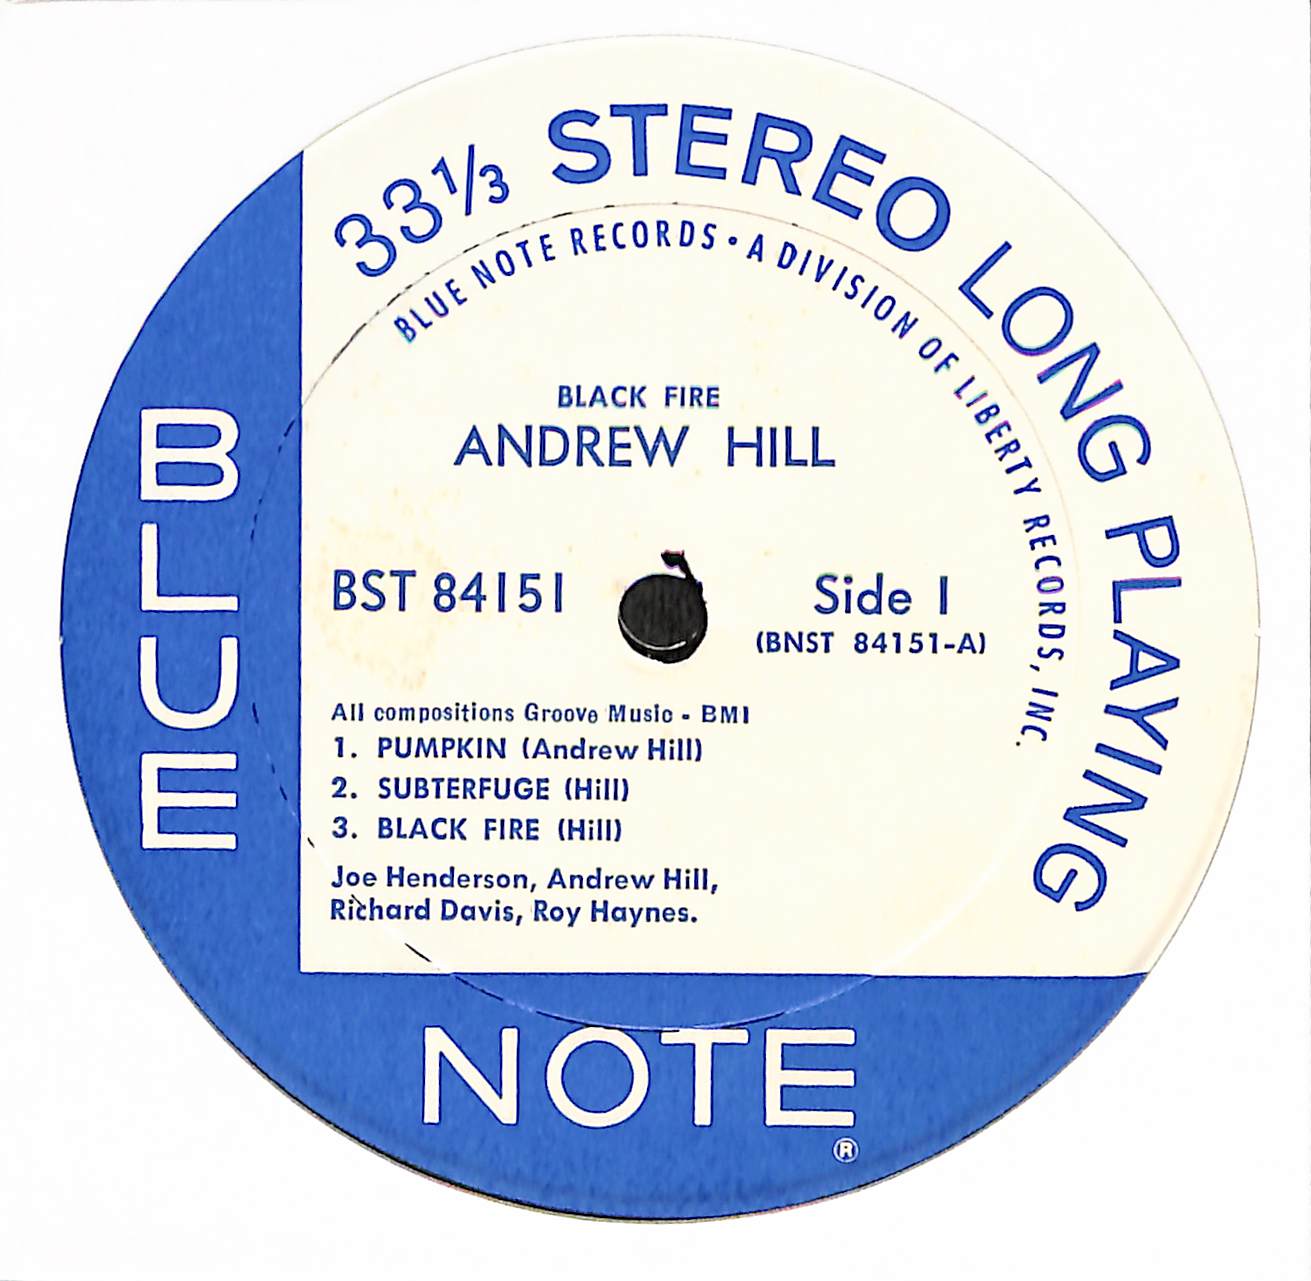 33⅓ STEREO LONG PLAYING
BLUE NOTE RECORDS • A DIVISION OF LIBERTY RECORDS, INC.
BLACK FIRE
ANDREW HILL
BST 84151
Side 1
(BNST 84151-A)
All compositions Groove Music - BMI
1. PUMPKIN (Andrew Hill)
2. SUBTERFUGE (Hill)
3. BLACK FIRE (Hill)
Joe Henderson, Andrew Hill,
Richard Davis, Roy Haynes.
BLUE
NOTE
®